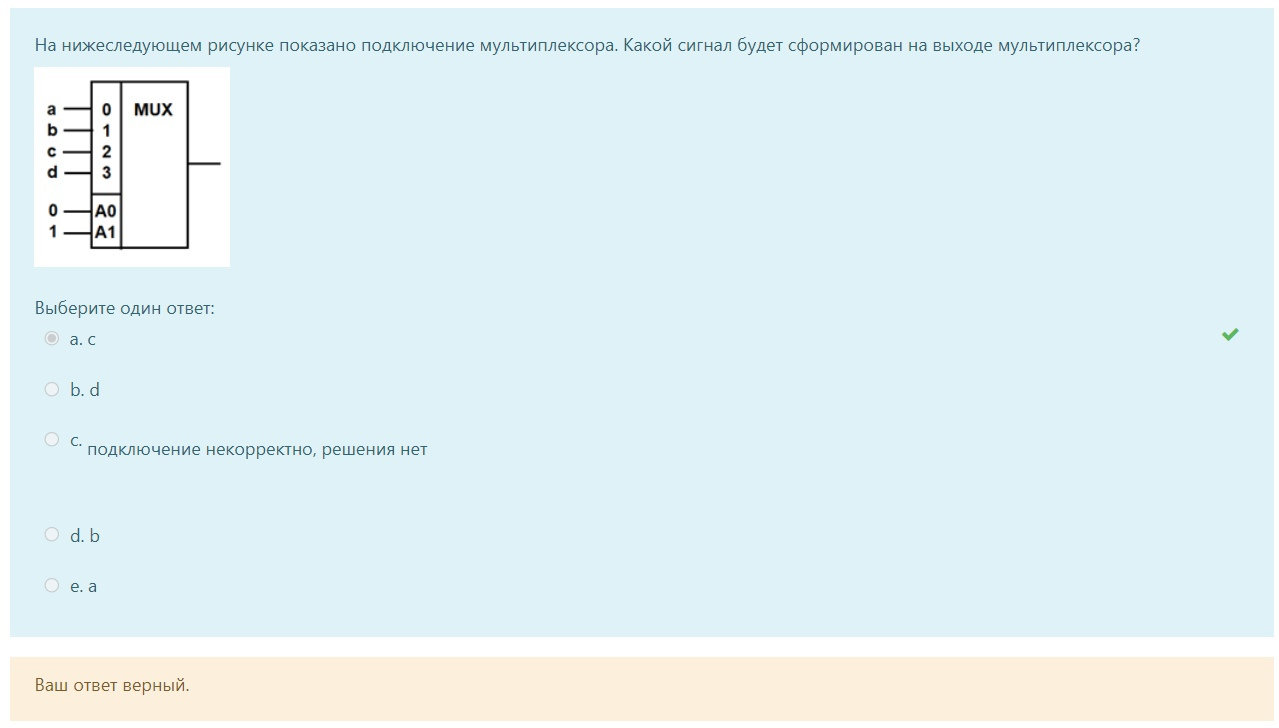 На нижеследующем рисунке показано подключение мультиплексора. Какой сигнал будет сформирован на выходе мультиплексора?
a 0 MUX
b 1
c 2
d 3
0 A0
1 A1
Выберите один ответ:
a. c
b. d
c. подключение некорректно, решения нет
d. b
e. a
Ваш ответ верный.